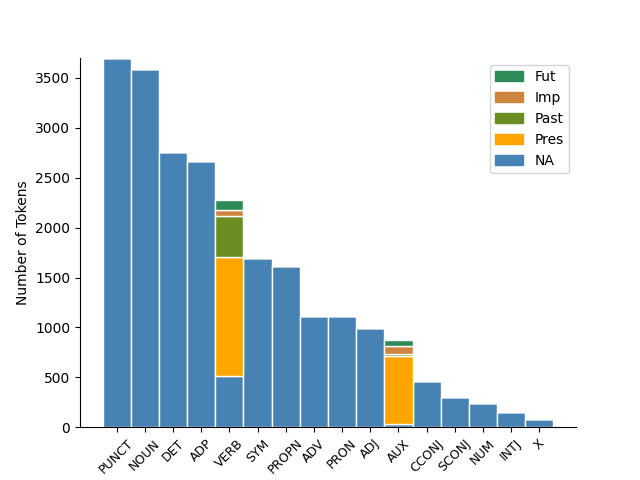 3500
3000
2500
2000
1500
1000
500
0
Number of Tokens
Fut
Imp
Past
Pres
NA
PUNCT
NOUN
DET
ADP
VERB
SYM
PROPN
ADV
PRON
ADJ
AUX
CCONJ
SCONJ
NUM
INTJ
X